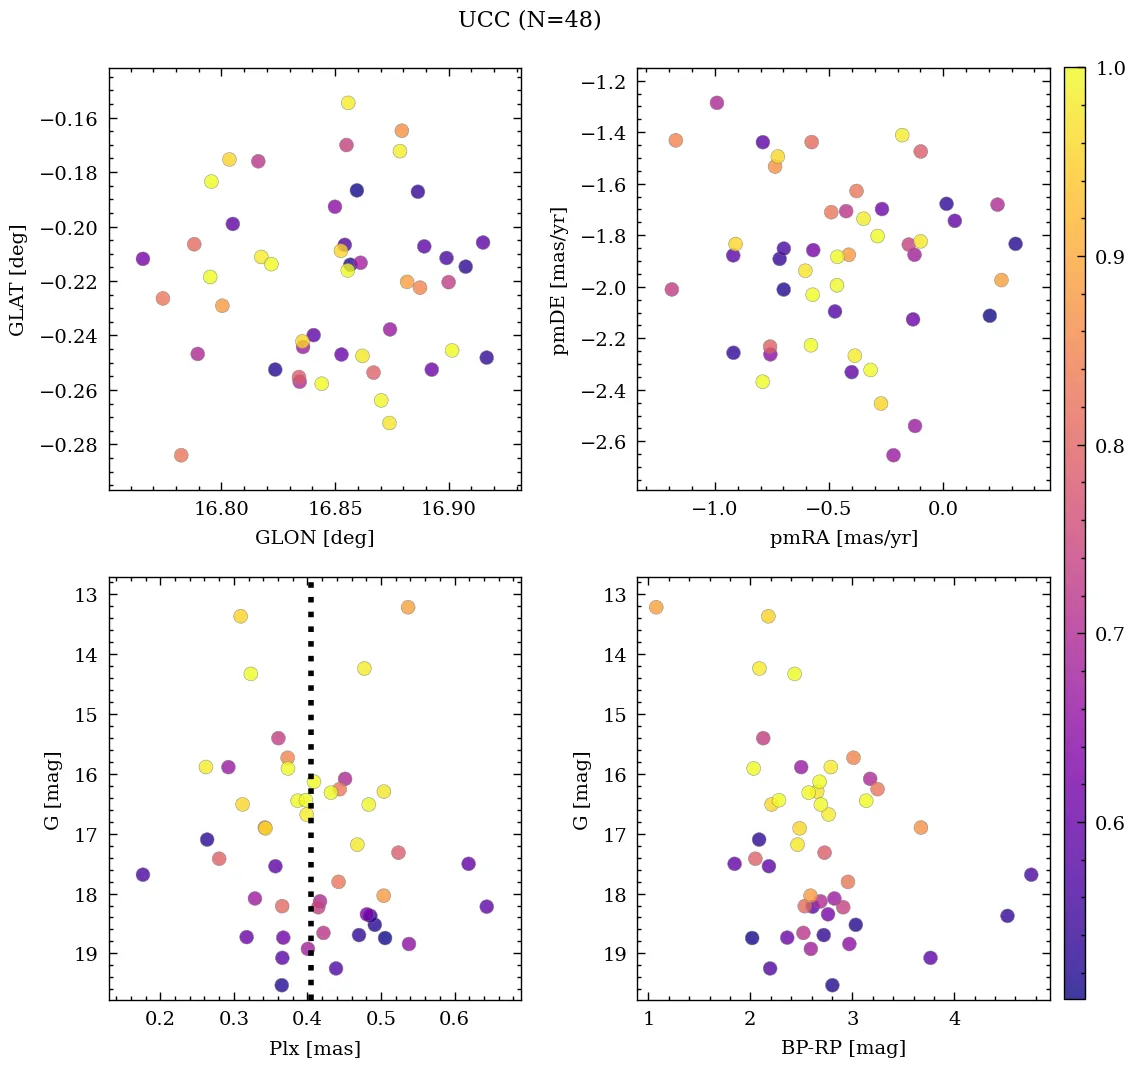 UCC (N=48)
−0.16
−0.18
−0.20
−0.22
−0.24
−0.26
−0.28
GLAT [deg]
16.80 16.85 16.90
GLON [deg]
−1.2
−1.4
−1.6
−1.8
−2.0
−2.2
−2.4
−2.6
pmDE [mas/yr]
−1.0 −0.5 0.0
pmRA [mas/yr]
1.0
0.9
0.8
0.7
0.6
13
14
15
16
17
18
19
G [mag]
0.2 0.3 0.4 0.5 0.6
Plx [mas]
13
14
15
16
17
18
19
G [mag]
1 2 3 4
BP-RP [mag]